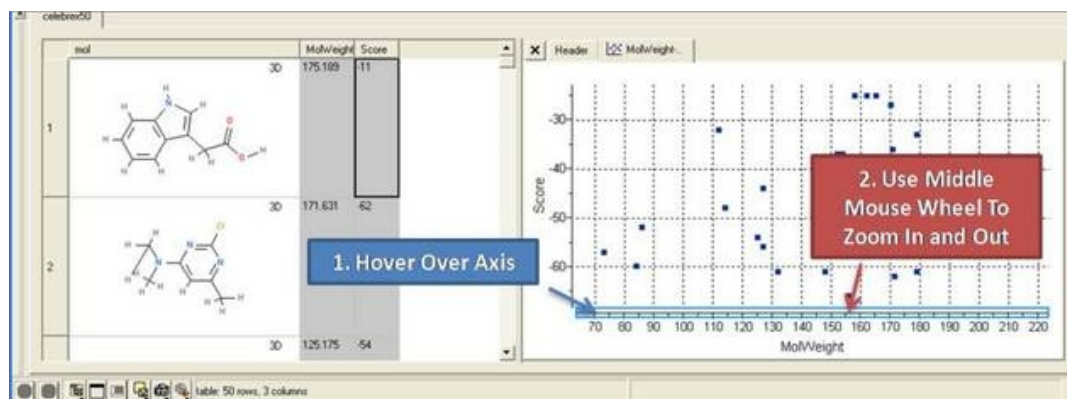 celebrex50
mol MolWeight Score
1 3D 175.189 -11
2 3D 171.631 -62
3D 125.175 -54
Header MolWeight-..
-30
-40
-50
-60
Score
70 80 90 100 110 120 130 140 150 160 170 180 190 200 210 220
MolWeight
1. Hover Over Axis
2. Use Middle
Mouse Wheel To
Zoom In and Out
table: 50 rows, 3 columns